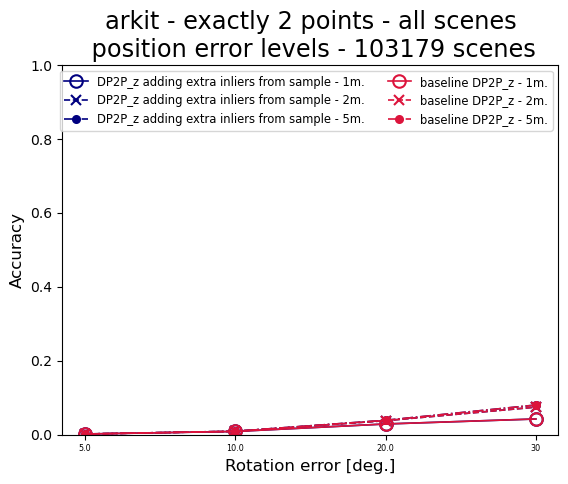 arkit - exactly 2 points - all scenes
position error levels - 103179 scenes
DP2P_z adding extra inliers from sample - 1m.
DP2P_z adding extra inliers from sample - 2m.
DP2P_z adding extra inliers from sample - 5m.
baseline DP2P_z - 1m.
baseline DP2P_z - 2m.
baseline DP2P_z - 5m.
Accuracy
1.0
0.8
0.6
0.4
0.2
0.0
5.0
10.0
20.0
30
Rotation error [deg.]